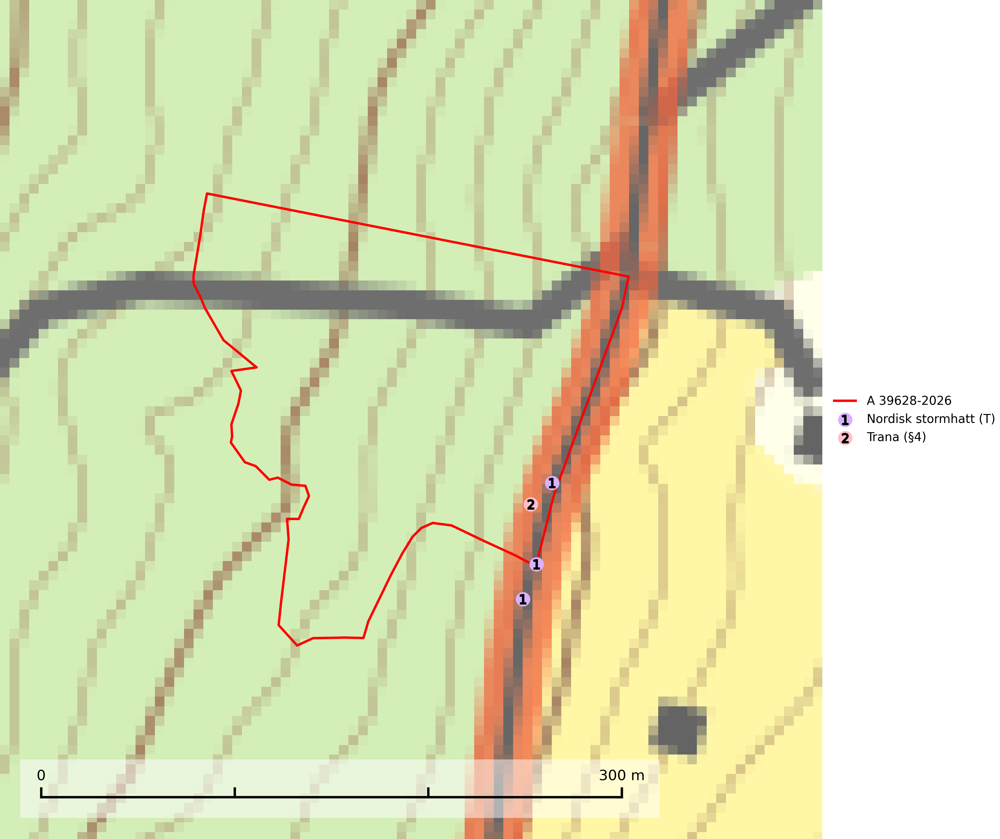 A 39628-2026
1 Nordisk stormhatt (T)
2 Trana (§4)
1
2
1
1
0 300 m